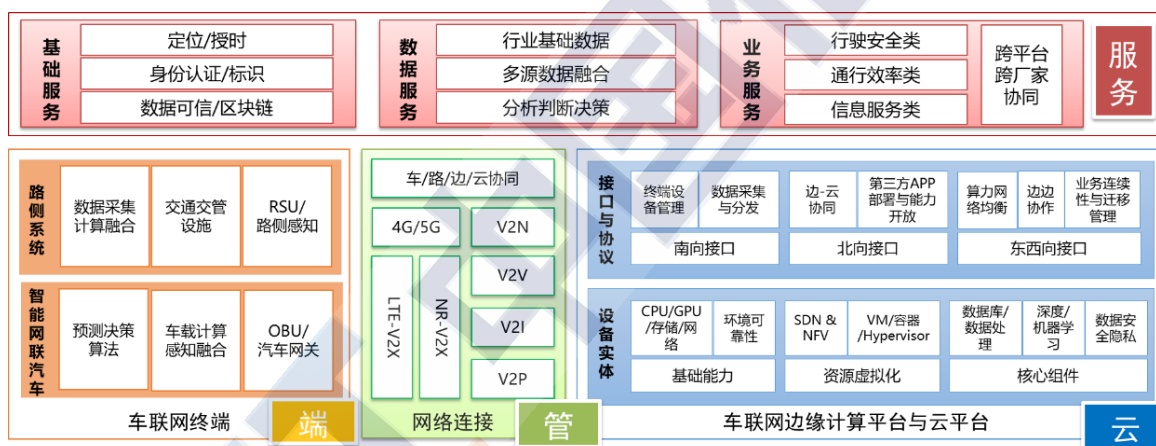 基础服务
定位/授时
身份认证/标识
数据可信/区块链
数据服务
行业基础数据
多源数据融合
分析判断决策
业务服务
行驶安全类
通行效率类
信息服务类
跨平台
跨厂家
协同
服务
路侧系统
数据采集
计算融合
交通交管
设施
RSU/
路侧感知
智能网联汽车
预测决策
算法
车载计算
感知融合
OBU/
汽车网关
车联网终端
端
车/路/边/云协同
4G/5G
V2N
LTE-V2X
NR-V2X
V2V
V2I
V2P
网络连接
管
接口与协议
终端设
备管理
数据采集
与分发
南向接口
边-云
协同
第三方APP
部署与能力
开放
北向接口
算力网
络均衡
边边
协作
业务连续
性与迁移
管理
东西向接口
设备实体
CPU/GPU
/存储/网
络
环境可
靠性
基础能力
SDN &
NFV
VM/容器
/Hypervisor
资源虚拟化
数据库/
数据处
理
深度/
机器学
习
数据安
全隐私
核心组件
车联网边缘计算平台与云平台
云